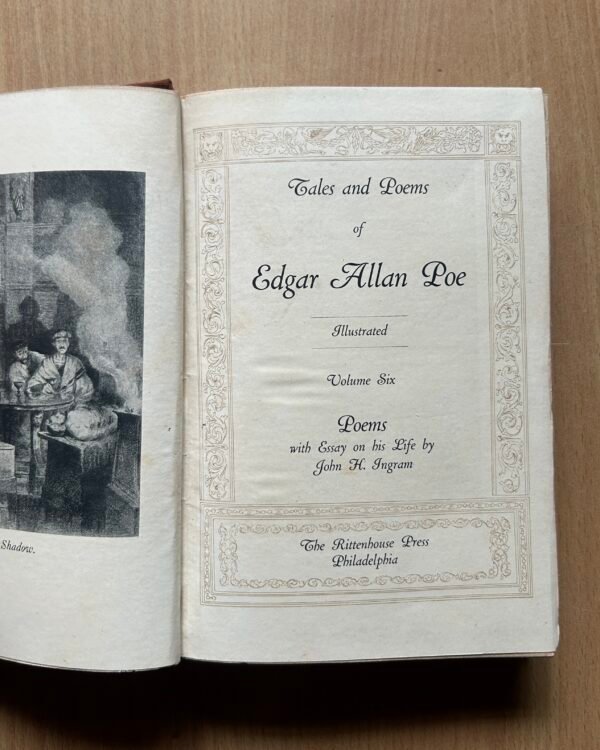 Shadow.
Tales and Poems
of
Edgar Allan Poe
Illustrated
Volume Six
Poems
with Essay on his Life by
John H. Ingram
The Rittenhouse Press
Philadelphia